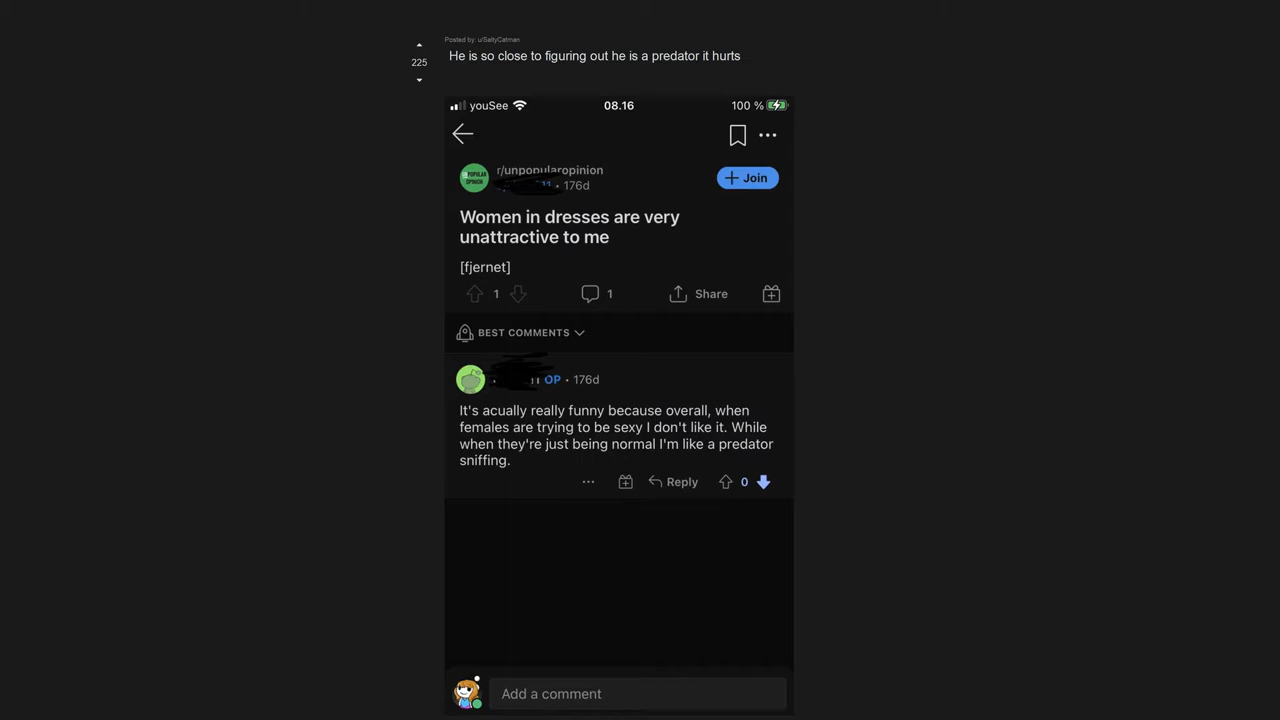 Posted by: u/SaltyCatman
225
He is so close to figuring out he is a predator it hurts
youSee
08.16
100 %
r/unpopularopinion
• 176d
Join
Women in dresses are very
unattractive to me
[fjernet]
1
1
Share
BEST COMMENTS
OP • 176d
It's acually really funny because overall, when
females are trying to be sexy I don't like it. While
when they're just being normal I'm like a predator
sniffing.
Reply
0
Add a comment